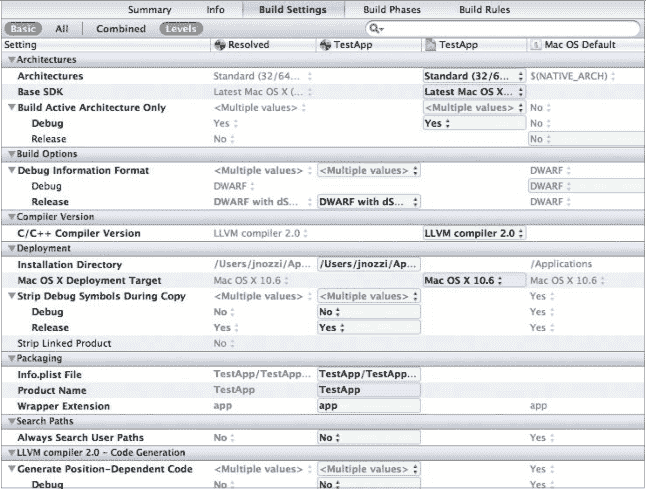 Summary Info Build Settings Build Phases Build Rules
Basic All Combined Levels
Setting Resolved TestApp TestApp Mac OS Default
Architectures
Architectures Standard (32/64... Standard (32/6... $(NATIVE_ARCH)
Base SDK Latest Mac OS X (... Latest Mac OS X...
Build Active Architecture Only <Multiple values> <Multiple values> No
Debug Yes Yes No
Release No No
Build Options
Debug Information Format <Multiple values> <Multiple values> DWARF
Debug DWARF DWARF
Release DWARF with dS... DWARF with dS... DWARF
Compiler Version
C/C++ Compiler Version LLVM compiler 2.0 LLVM compiler 2.0
Deployment
Installation Directory /Users/jnozzi/Ap... /Users/jnozzi/Ap... /Applications
Mac OS X Deployment Target Mac OS X 10.6 Mac OS X 10.6 Mac OS X 10.6
Strip Debug Symbols During Copy <Multiple values> <Multiple values> Yes
Debug No No Yes
Release Yes Yes Yes
Strip Linked Product No
Packaging
Info.plist File TestApp/TestApp... TestApp/TestApp...
Product Name TestApp TestApp
Wrapper Extension app app app
Search Paths
Always Search User Paths No No Yes
LLVM compiler 2.0 - Code Generation
Generate Position-Dependent Code <Multiple values> <Multiple values> Yes
Debug No No Yes